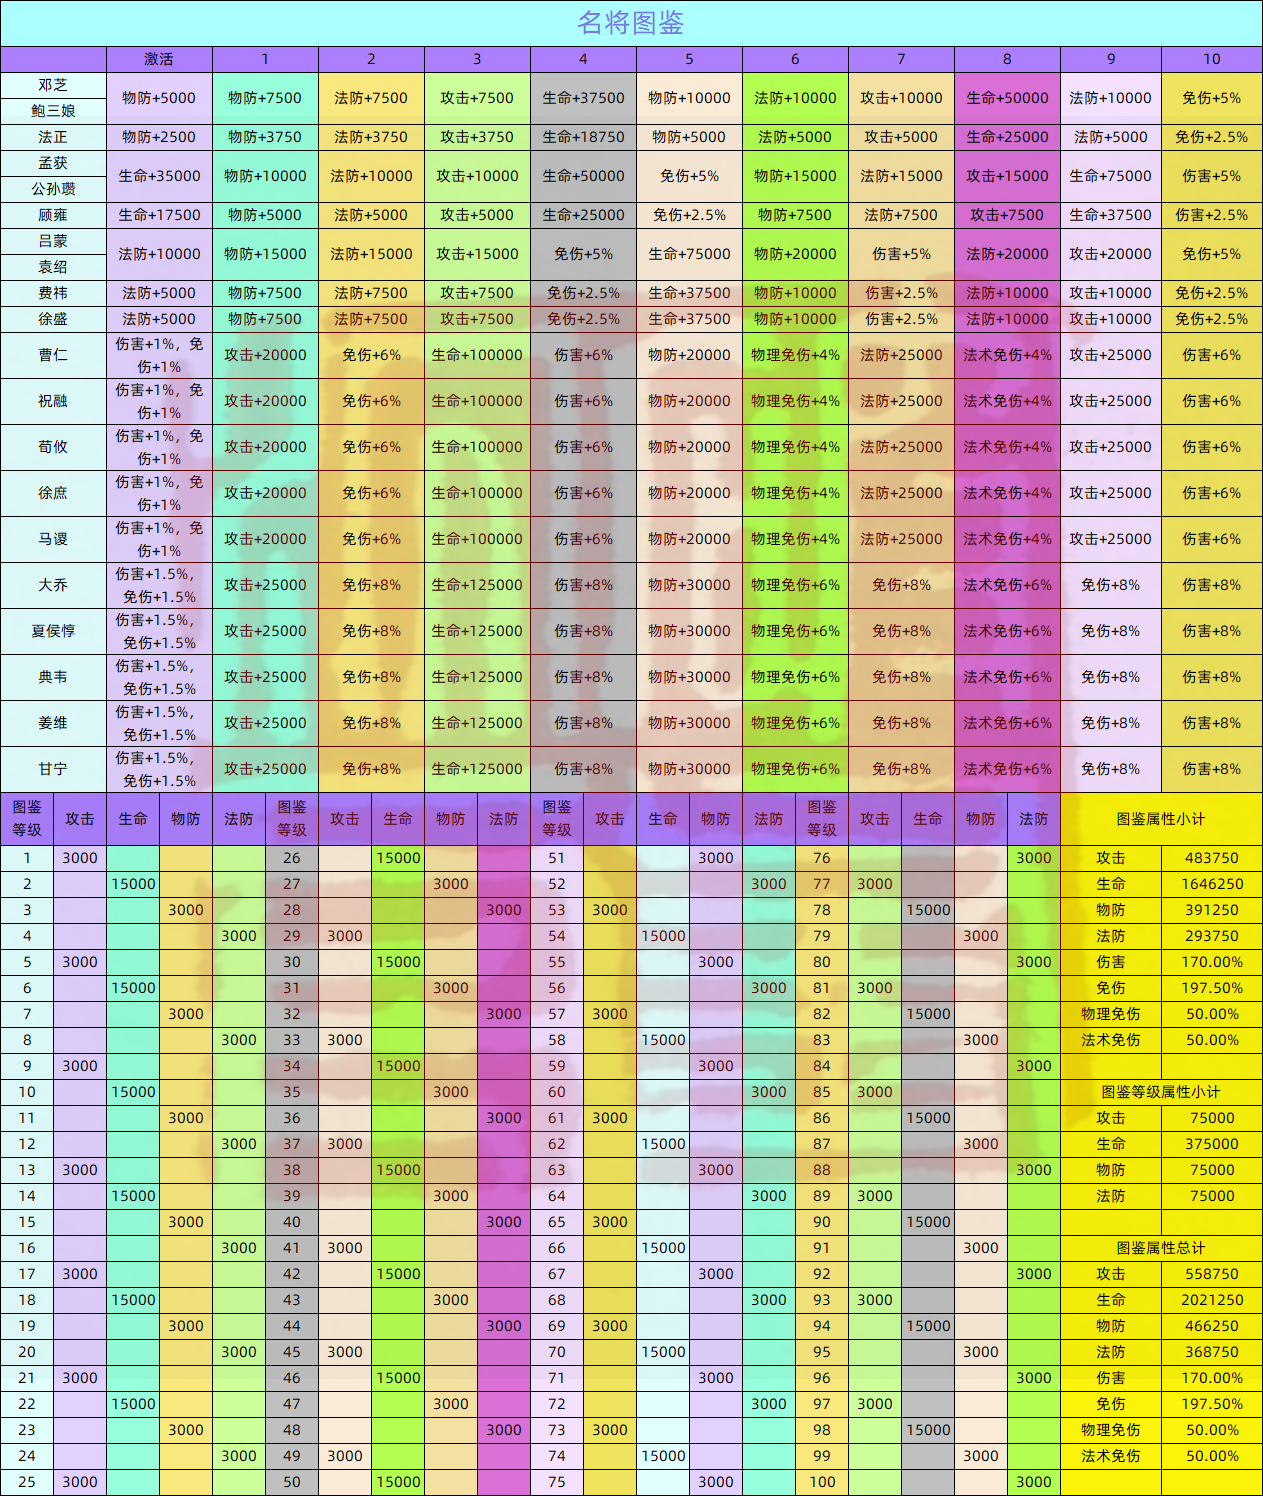 名将图鉴
激活 1 2 3 4 5 6 7 8 9 10
邓芝
鲍三娘
物防+5000 物防+7500 法防+7500 攻击+7500 生命+37500 物防+10000 法防+10000 攻击+10000 生命+50000 法防+10000 免伤+5%
法正 物防+2500 物防+3750 法防+3750 攻击+3750 生命+18750 物防+5000 法防+5000 攻击+5000 生命+25000 法防+5000 免伤+2.5%
孟获
公孙瓒
生命+35000 物防+10000 法防+10000 攻击+10000 生命+50000 免伤+5% 物防+15000 法防+15000 攻击+15000 生命+75000 伤害+5%
顾雍 生命+17500 物防+5000 法防+5000 攻击+5000 生命+25000 免伤+2.5% 物防+7500 法防+7500 攻击+7500 生命+37500 伤害+2.5%
吕蒙
袁绍
法防+10000 物防+15000 法防+15000 攻击+15000 免伤+5% 生命+75000 物防+20000 伤害+5% 法防+20000 攻击+20000 免伤+5%
费祎 法防+5000 物防+7500 法防+7500 攻击+7500 免伤+2.5% 生命+37500 物防+10000 伤害+2.5% 法防+10000 攻击+10000 免伤+2.5%
徐盛 法防+5000 物防+7500 法防+7500 攻击+7500 免伤+2.5% 生命+37500 物防+10000 伤害+2.5% 法防+10000 攻击+10000 免伤+2.5%
曹仁 伤害+1%，免
伤+1% 攻击+20000 免伤+6% 生命+100000 伤害+6% 物防+20000 物理免伤+4% 法防+25000 法术免伤+4% 攻击+25000 伤害+6%
祝融 伤害+1%，免
伤+1% 攻击+20000 免伤+6% 生命+100000 伤害+6% 物防+20000 物理免伤+4% 法防+25000 法术免伤+4% 攻击+25000 伤害+6%
荀攸 伤害+1%，免
伤+1% 攻击+20000 免伤+6% 生命+100000 伤害+6% 物防+20000 物理免伤+4% 法防+25000 法术免伤+4% 攻击+25000 伤害+6%
徐庶 伤害+1%，免
伤+1% 攻击+20000 免伤+6% 生命+100000 伤害+6% 物防+20000 物理免伤+4% 法防+25000 法术免伤+4% 攻击+25000 伤害+6%
马谡 伤害+1%，免
伤+1% 攻击+20000 免伤+6% 生命+100000 伤害+6% 物防+20000 物理免伤+4% 法防+25000 法术免伤+4% 攻击+25000 伤害+6%
大乔 伤害+1.5%，
免伤+1.5% 攻击+25000 免伤+8% 生命+125000 伤害+8% 物防+30000 物理免伤+6% 免伤+8% 法术免伤+6% 免伤+8% 伤害+8%
夏侯惇 伤害+1.5%，
免伤+1.5% 攻击+25000 免伤+8% 生命+125000 伤害+8% 物防+30000 物理免伤+6% 免伤+8% 法术免伤+6% 免伤+8% 伤害+8%
典韦 伤害+1.5%，
免伤+1.5% 攻击+25000 免伤+8% 生命+125000 伤害+8% 物防+30000 物理免伤+6% 免伤+8% 法术免伤+6% 免伤+8% 伤害+8%
姜维 伤害+1.5%，
免伤+1.5% 攻击+25000 免伤+8% 生命+125000 伤害+8% 物防+30000 物理免伤+6% 免伤+8% 法术免伤+6% 免伤+8% 伤害+8%
甘宁 伤害+1.5%，
免伤+1.5% 攻击+25000 免伤+8% 生命+125000 伤害+8% 物防+30000 物理免伤+6% 免伤+8% 法术免伤+6% 免伤+8% 伤害+8%
图鉴等级 攻击 生命 物防 法防 图鉴等级 攻击 生命 物防 法防 图鉴等级 攻击 生命 物防 法防 图鉴等级 攻击 生命 物防 法防 图鉴属性小计
1 3000 26 15000 51 3000 76 3000 攻击 483750
2 15000 27 3000 52 3000 77 3000 生命 1646250
3 3000 28 3000 53 3000 78 15000 物防 391250
4 3000 29 3000 54 15000 79 3000 法防 293750
5 3000 30 15000 55 3000 80 3000 伤害 170.00%
6 15000 31 3000 56 3000 81 3000 免伤 197.50%
7 3000 32 3000 57 3000 82 15000 物理免伤 50.00%
8 3000 33 3000 58 15000 83 3000 法术免伤 50.00%
9 3000 34 15000 59 3000 84 3000
10 15000 35 3000 60 3000 85 3000 图鉴等级属性小计
11 3000 36 3000 61 3000 86 15000 攻击 75000
12 3000 37 3000 62 15000 87 3000 生命 375000
13 3000 38 15000 63 3000 88 3000 物防 75000
14 15000 39 3000 64 3000 89 3000 法防 75000
15 3000 40 3000 65 3000 90 15000
16 3000 41 3000 66 15000 91 3000 图鉴属性总计
17 3000 42 15000 67 3000 92 3000 攻击 558750
18 15000 43 3000 68 3000 93 3000 生命 2021250
19 3000 44 3000 69 3000 94 15000 物防 466250
20 3000 45 3000 70 15000 95 3000 法防 368750
21 3000 46 15000 71 3000 96 3000 伤害 170.00%
22 15000 47 3000 72 3000 97 3000 免伤 197.50%
23 3000 48 3000 73 3000 98 15000 物理免伤 50.00%
24 3000 49 3000 74 15000 99 3000 法术免伤 50.00%
25 3000 50 15000 75 3000 100 3000